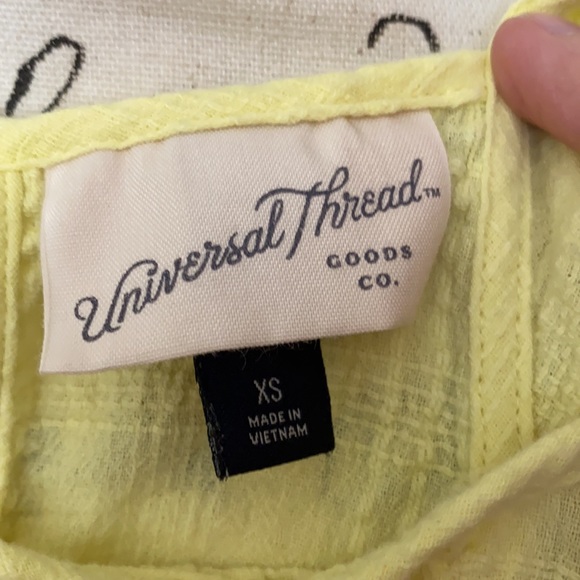 Universal Thread™
GOODS
CO.
XS
MADE IN
VIETNAM